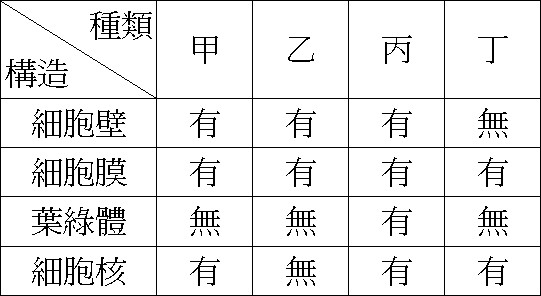 種類
構造
甲 乙 丙 丁
細胞壁 有 有 有 無
細胞膜 有 有 有 有
葉綠體 無 無 有 無
細胞核 有 無 有 有